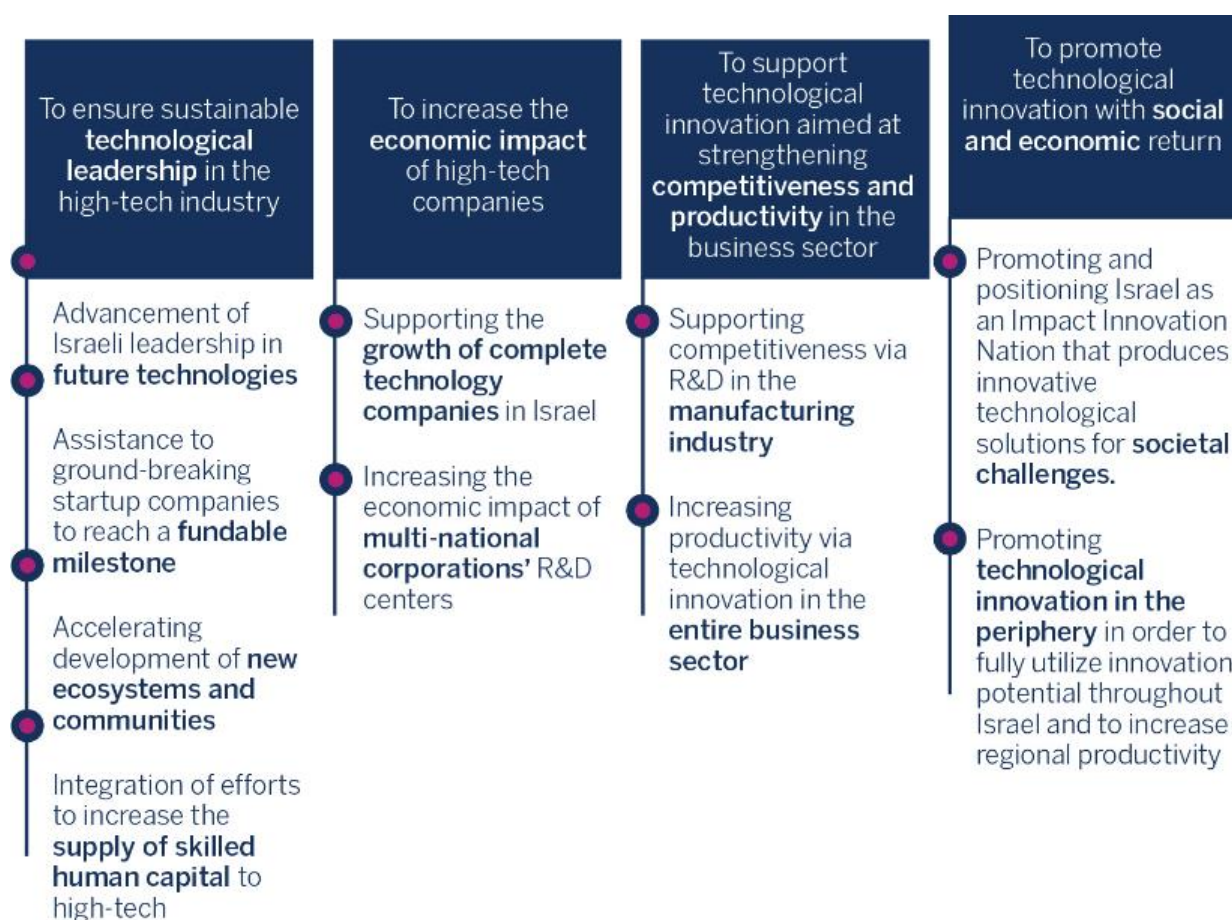 To ensure sustainable
technological
leadership in the
high-tech industry
Advancement of
Israeli leadership in
future technologies
Assistance to
ground-breaking
startup companies
to reach a fundable
milestone
Accelerating
development of new
ecosystems and
communities
Integration of efforts
to increase the
supply of skilled
human capital to
high-tech
To increase the
economic impact
of high-tech
companies
Supporting the
growth of complete
technology
companies in Israel
Increasing the
economic impact of
multi-national
corporations' R&D
centers
To support
technological
innovation aimed at
strengthening
competitiveness and
productivity in the
business sector
Supporting
competitiveness via
R&D in the
manufacturing
industry
Increasing
productivity via
technological
innovation in the
entire business
sector
To promote
technological
innovation with social
and economic return
Promoting and
positioning Israel as
an Impact Innovation
Nation that produces
innovative
technological
solutions for societal
challenges.
Promoting
technological
innovation in the
periphery in order to
fully utilize innovation
potential throughout
Israel and to increase
regional productivity